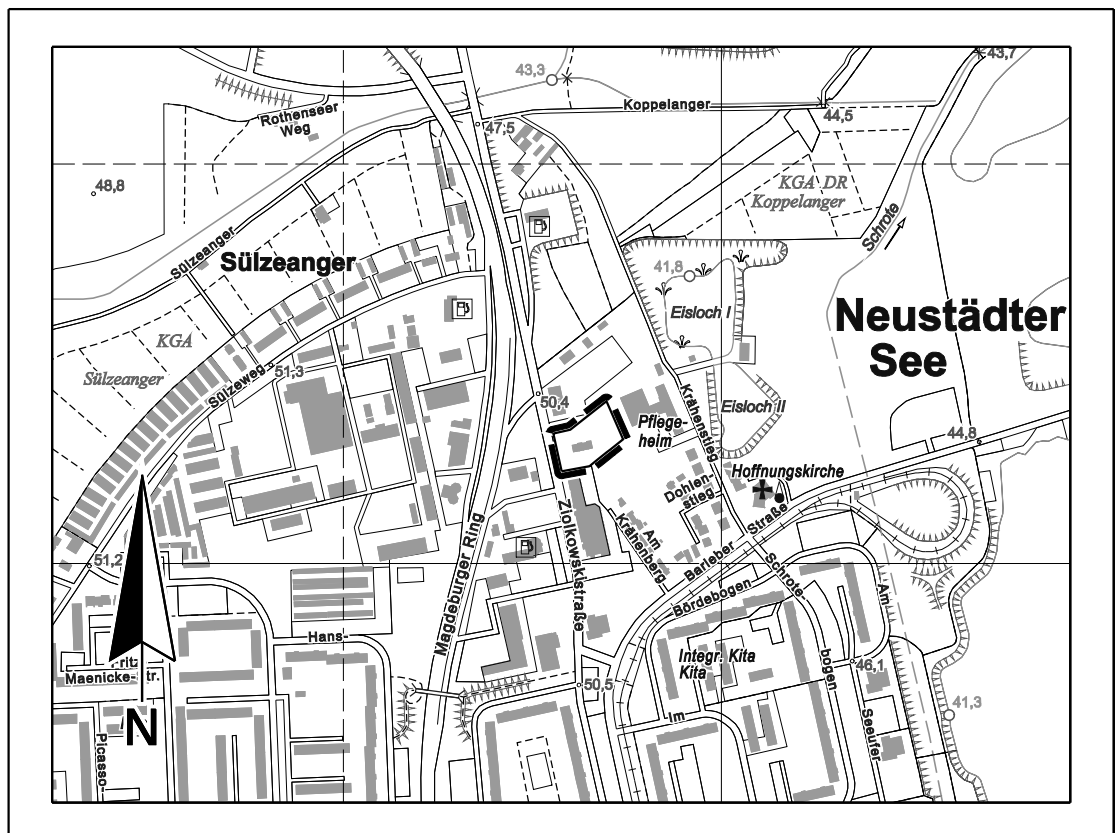 43,3
43,7
Koppelanger
Rothenseer
Weg
47,5
44,5
48,8
KGA DR
Koppelanger
Schrote
Sülzeanger
Sülzeanger
41,8
Eisloch I
Neustädter
See
KGA
Sülzeanger
Sülzeweg
51,3
50,4
Krähenstieg
Eisloch II
Pflege-
heim
44,8
Hoffnungskirche
Dohlen-
stieg
Barleber Straße
Am
Krähenberg
Ziolkowskistraße
Magdeburger Ring
51,2
Bördebogen
Schrote
bogen
Am
Seeufer
Hans-
Integr. Kita
Kita
46,1
Fritz-
Maenicke-Str.
50,5
41,3
Im
N
Picasso-